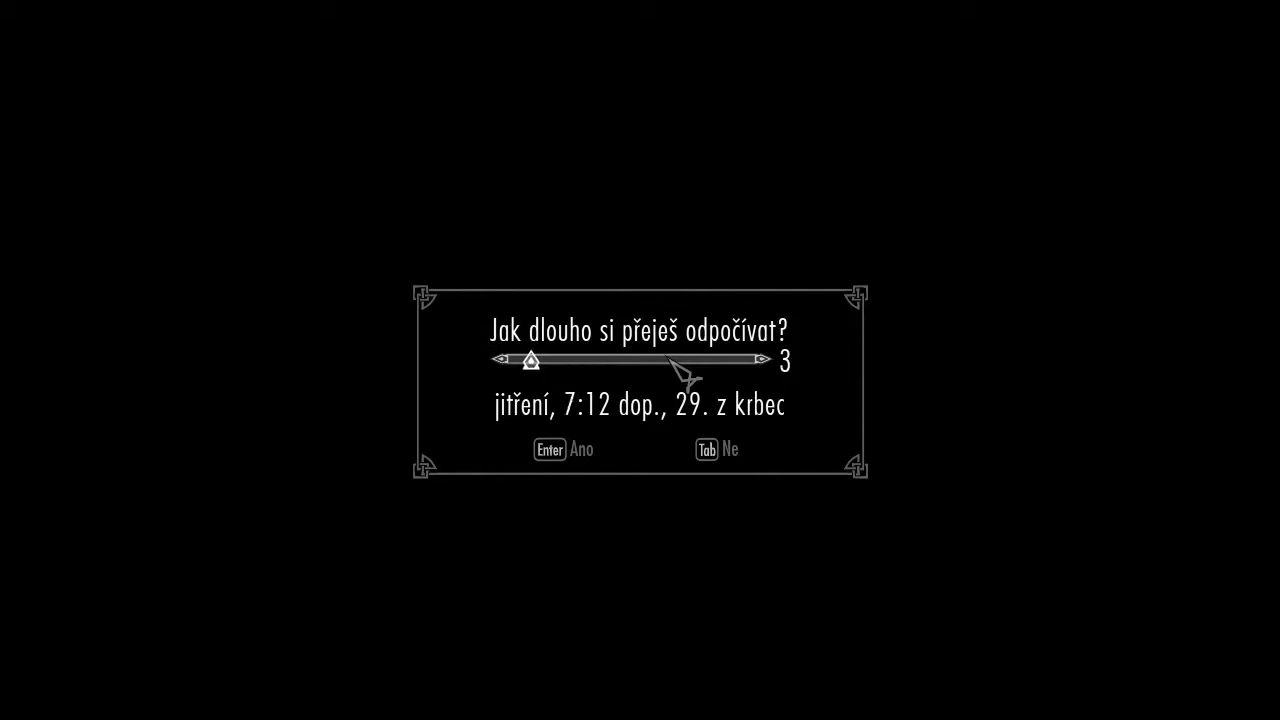 Jak dlouho si přeješ odpočívat?
3
jitření, 7:12 dop., 29. z krbec
Enter Ano Tab Ne